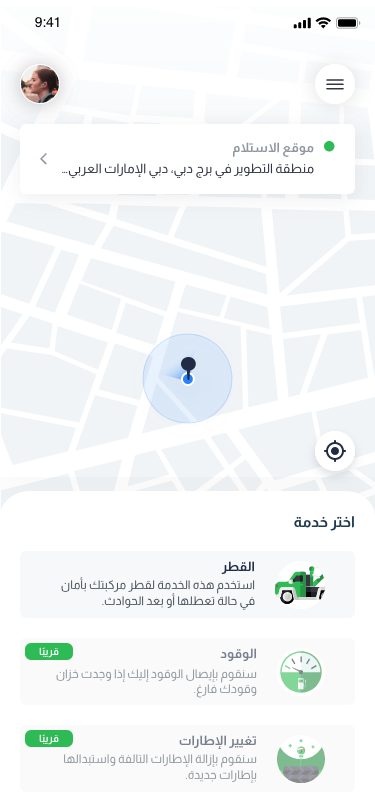 9:41
موقع الاستلام
منطقة التطوير في برج دبي، دبي الإمارات العربي...
اختر خدمة
القطر
استخدم هذه الخدمة لقطر مركبتك بأمان
في حالة تعطلها أو بعد الحوادث.
الوقود
قريبًا
سنقوم بإيصال الوقود إليك إذا وجدت خزان
وقودك فارغ.
تغيير الإطارات
قريبًا
سنقوم بإزالة الإطارات التالفة واستبدالها
بإطارات جديدة.